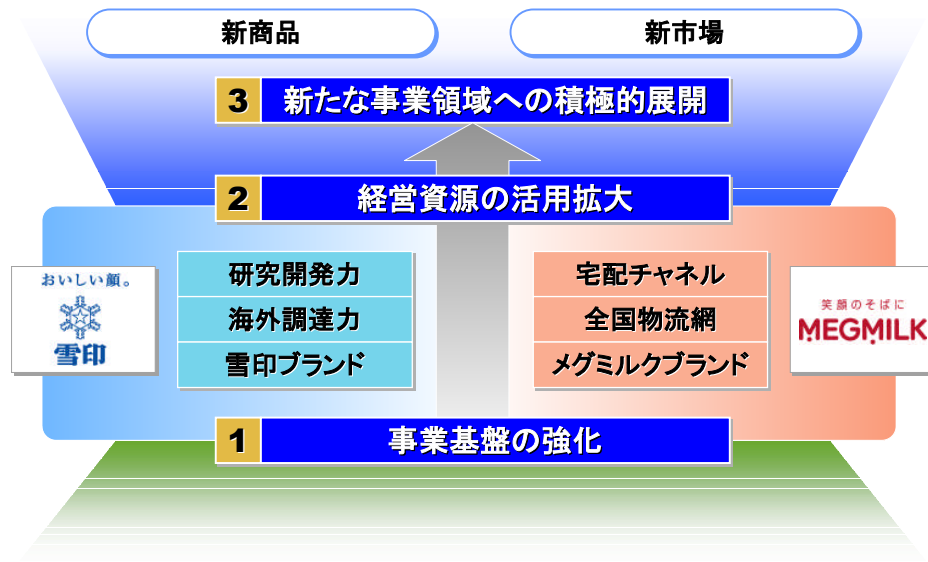 新商品
新市場
3 新たな事業領域への積極的展開
2 経営資源の活用拡大
おいしい顔。
雪印
研究開発力
海外調達力
雪印ブランド
宅配チャネル
全国物流網
メグミルクブランド
笑顔のそばに
MEGMILK
1 事業基盤の強化